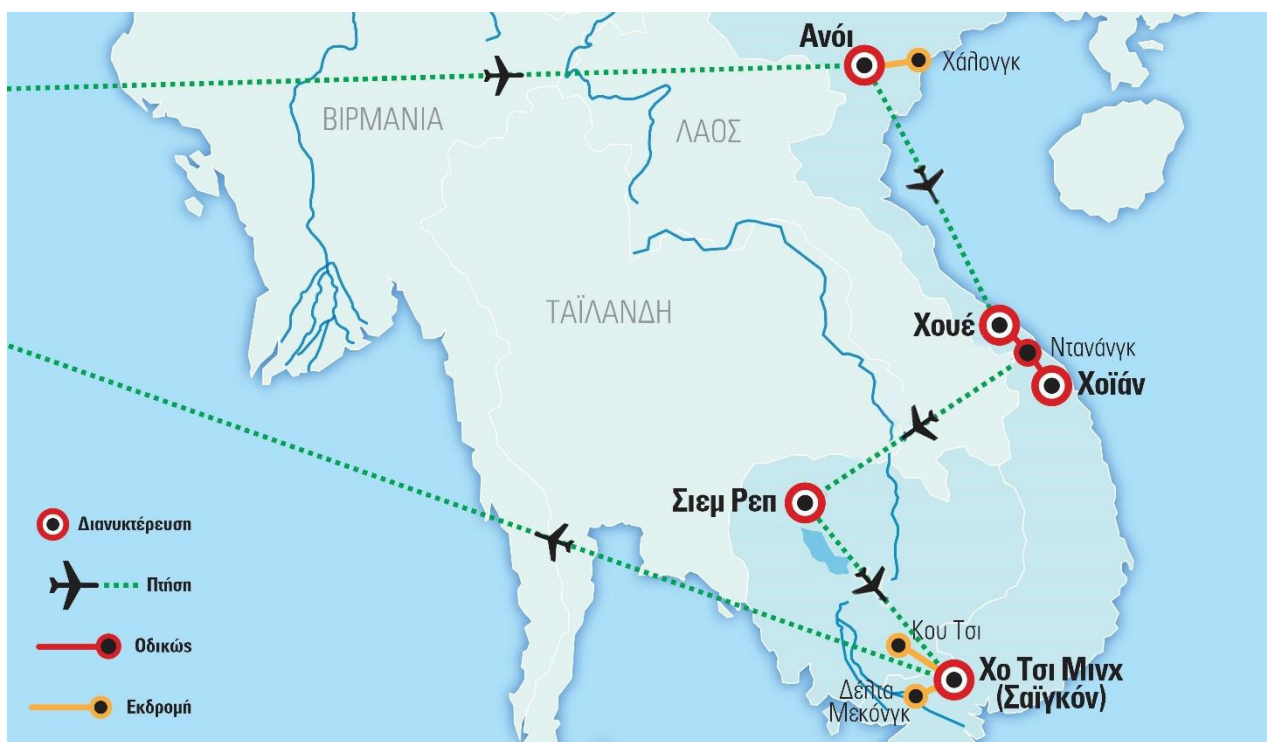 Ανόι
Χάλονγκ
ΒΙΡΜΑΝΙΑ
ΛΑΟΣ
ΤΑΪΛΑΝΔΗ
Χουέ
Ντανάνγκ
Χοϊάν
Σιεμ Ρεπ
Διανυκτέρευση
Πτήση
Οδικώς
Εκδρομή
Κου Τσι
Χο Τσι Μινχ
(Σαϊγκόν)
Δέλτα
Μεκόνγκ